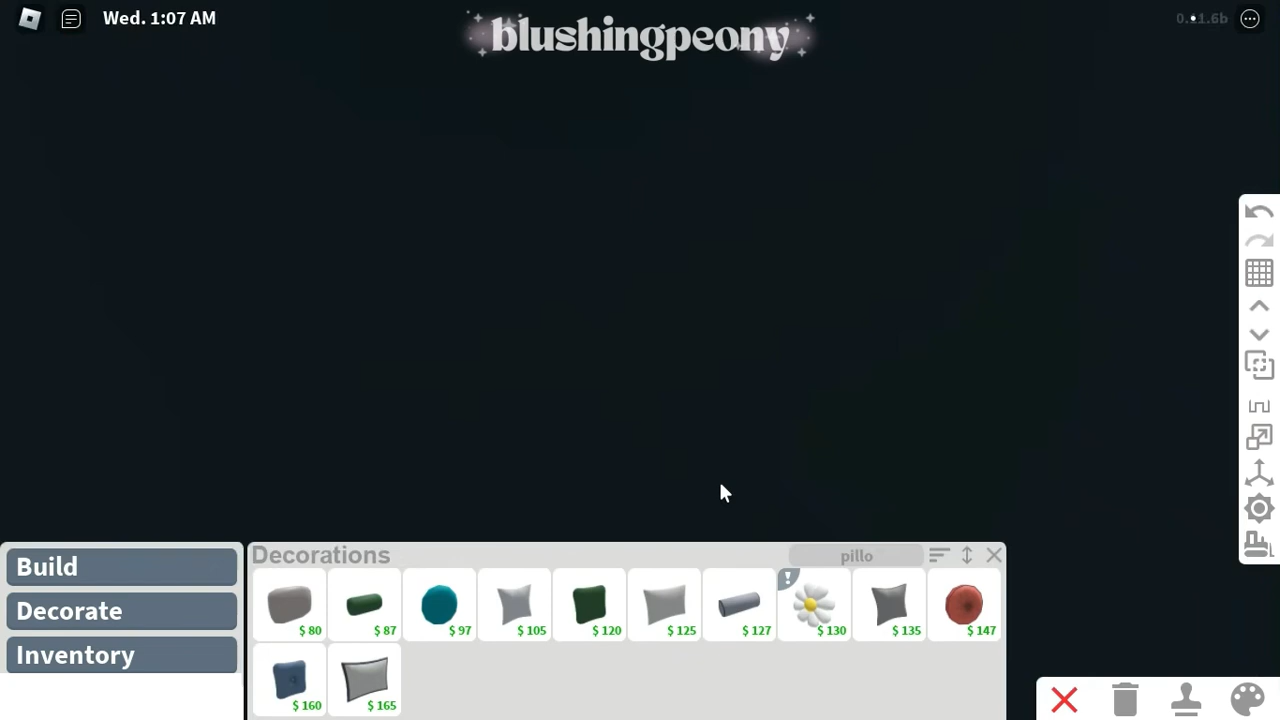 Wed. 1:07 AM
blushingpeony
Build
Decorate
Inventory
Decorations
pillo
$ 80
$ 87
$ 97
$ 105
$ 120
$ 125
$ 127
!
$ 130
$ 135
$ 147
$ 160
$ 165